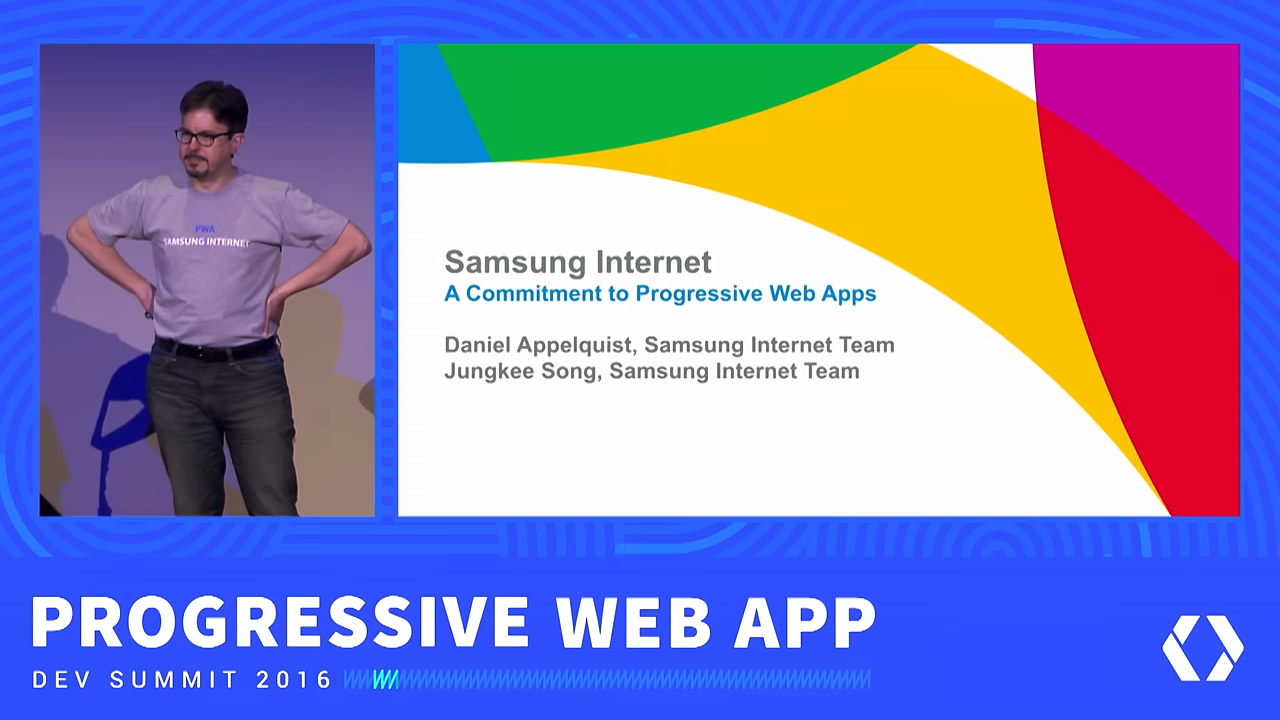 PWA
SAMSUNG INTERNET
Samsung Internet
A Commitment to Progressive Web Apps
Daniel Appelquist, Samsung Internet Team
Jungkee Song, Samsung Internet Team
PROGRESSIVE WEB APP
DEV SUMMIT 2016